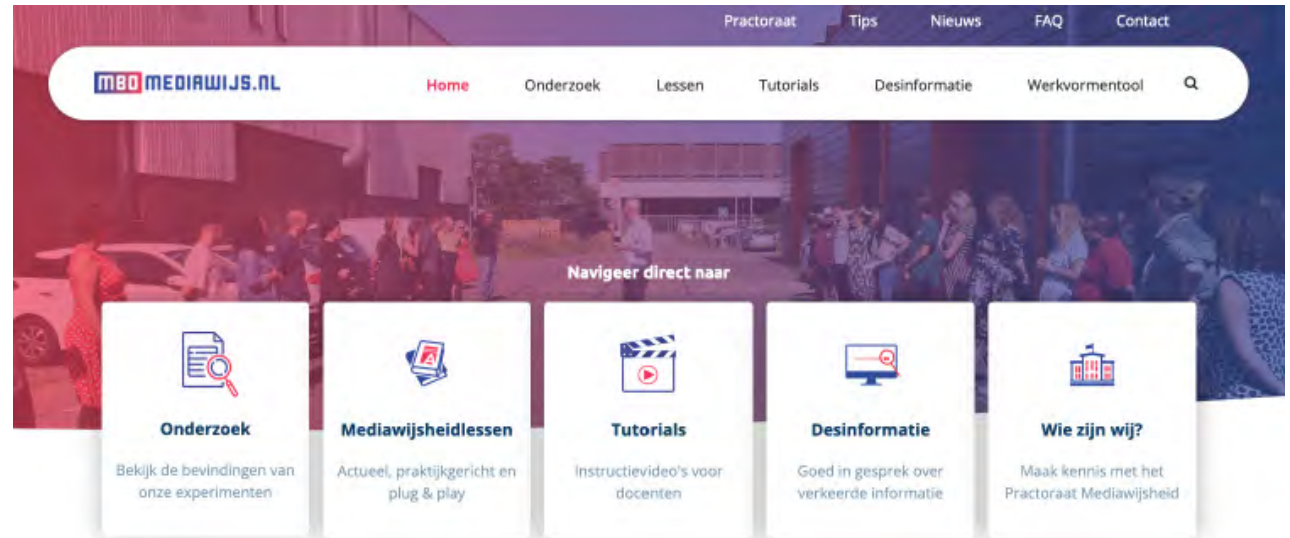 Practoraat Tips Nieuws FAQ Contact
MBO MEDIAWIJS.NL Home Onderzoek Lessen Tutorials Desinformatie Werkvormentool
Navigeer direct naar
Onderzoek
Bekijk de bevindingen van
onze experimenten
Mediawijsheidlessen
Actueel, praktijkgericht en
plug & play
Tutorials
Instructievideo's voor
docenten
Desinformatie
Goed in gesprek over
verkeerde informatie
Wie zijn wij?
Maak kennis met het
Practoraat Mediawijsheid